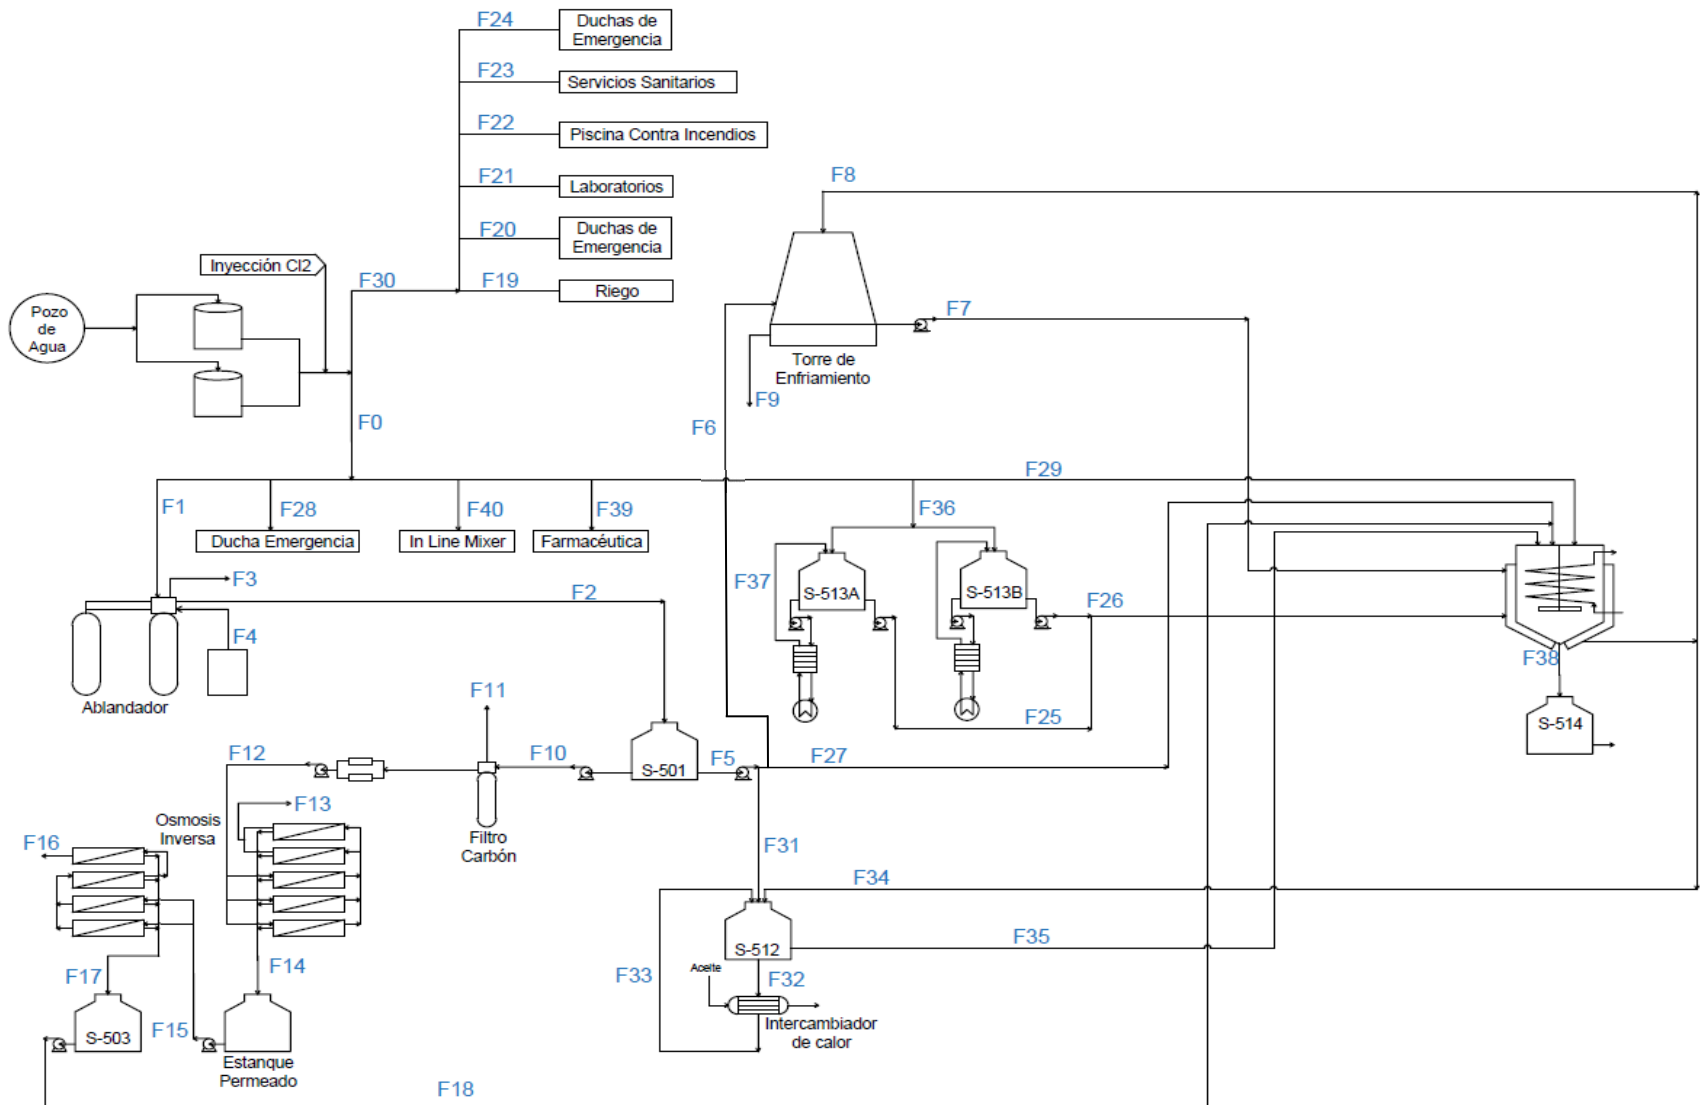 F24
Duchas de
Emergencia
F23
Servicios Sanitarios
F22
Piscina Contra Incendios
F21
Laboratorios
F20
Duchas de
Emergencia
F8
Inyección Cl2
F30
F19
Riego
Pozo
de
Agua
F7
Torre de
Enfriamiento
F9
F0
F6
F29
F1
F28
F40
F39
F36
Ducha Emergencia
In Line Mixer
Farmacéutica
F3
F2
F37
S-513A
S-513B
F26
F4
F38
Ablandador
F11
F25
S-514
F12
F10
F5
F27
S-501
F13
Osmosis
Inversa
Filtro
Carbón
F16
F31
F34
F35
S-512
F17
F14
F33
Aceite
F32
Intercambiador
de calor
S-503
F15
Estanque
Permeado
F18